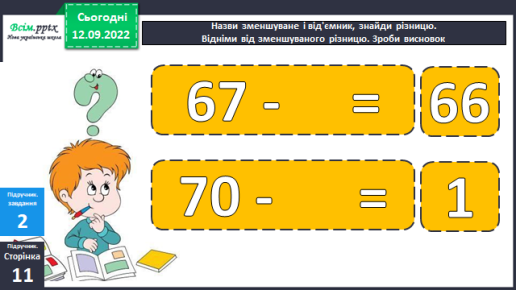 Всім.pptx
Нова українська школа
Сьогодні
12.09.2022
Назви зменшуване і від'ємник, знайди різницю.
Відніми від зменшуваного різницю. Зроби висновок
67 - = 66
70 - = 1
Підручник.
завдання
2
Підручник.
Сторінка
11